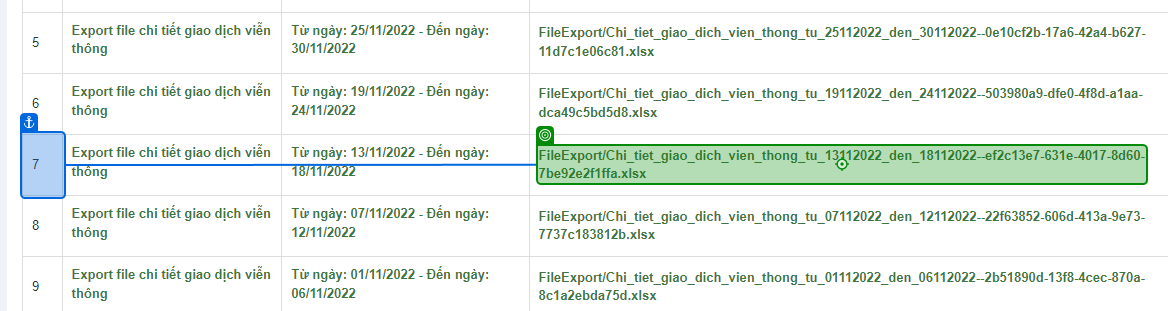 5
Export file chi tiết giao dịch viễn
thông
Từ ngày: 25/11/2022 - Đến ngày:
30/11/2022
FileExport/Chi_tiet_giao_dich_vien_thong_tu_25112022_den_30112022--0e10cf2b-17a6-42a4-b627-
11d7c1e06c81.xlsx
6
Export file chi tiết giao dịch viễn
thông
Từ ngày: 19/11/2022 - Đến ngày:
24/11/2022
FileExport/Chi_tiet_giao_dich_vien_thong_tu_19112022_den_24112022--503980a9-dfe0-4f8d-a1aa-
dca49c5bd5d8.xlsx
7
Export file chi tiết giao dịch viễn
thông
Từ ngày: 13/11/2022 - Đến ngày:
18/11/2022
FileExport/Chi_tiet_giao_dich_vien_thong_tu_13112022_den_18112022--ef2c13e7-631e-4017-8d60-
7be92e2f1ffa.xlsx
8
Export file chi tiết giao dịch viễn
thông
Từ ngày: 07/11/2022 - Đến ngày:
12/11/2022
FileExport/Chi_tiet_giao_dich_vien_thong_tu_07112022_den_12112022--22f63852-606d-413a-9e73-
7737c183812b.xlsx
9
Export file chi tiết giao dịch viễn
thông
Từ ngày: 01/11/2022 - Đến ngày:
06/11/2022
FileExport/Chi_tiet_giao_dich_vien_thong_tu_01112022_den_06112022--2b51890d-13f8-4cec-870a-
8c1a2ebda75d.xlsx